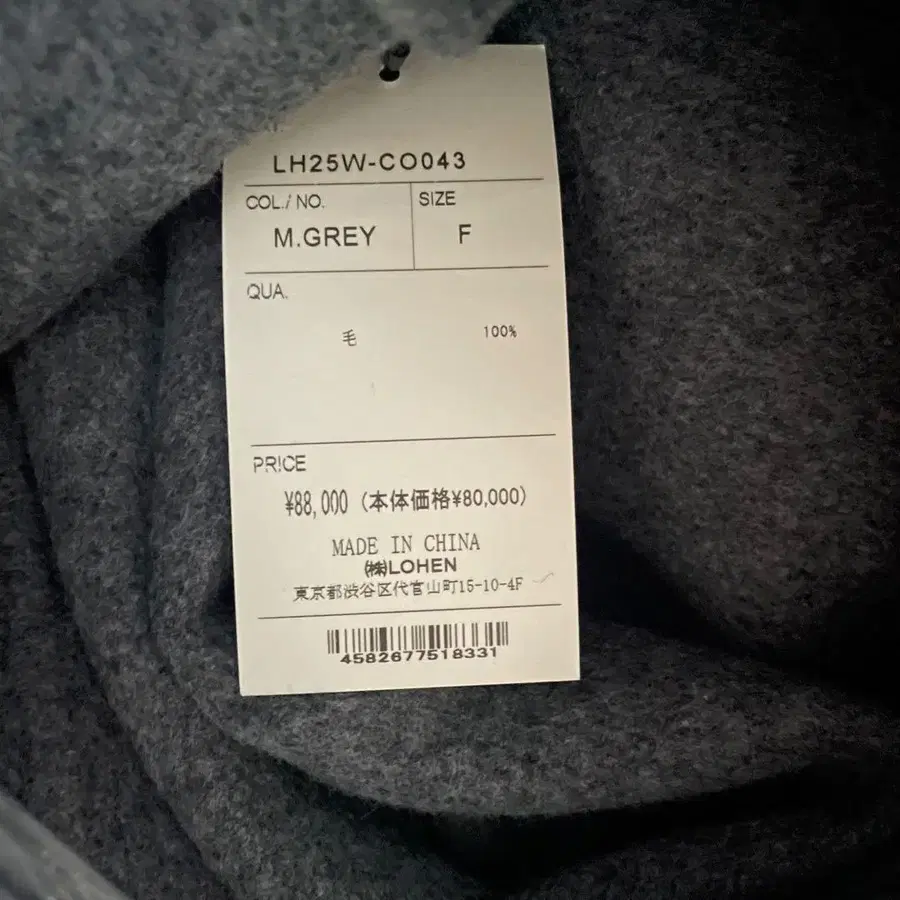 LH25W-CO043
COL./NO. SIZE
M.GREY F
QUA.
毛 100%
PRICE
¥88,000 (本体価格¥80,000)
MADE IN CHINA
㈱LOHEN
東京都渋谷区代官山町15-10-4F
4582677518331